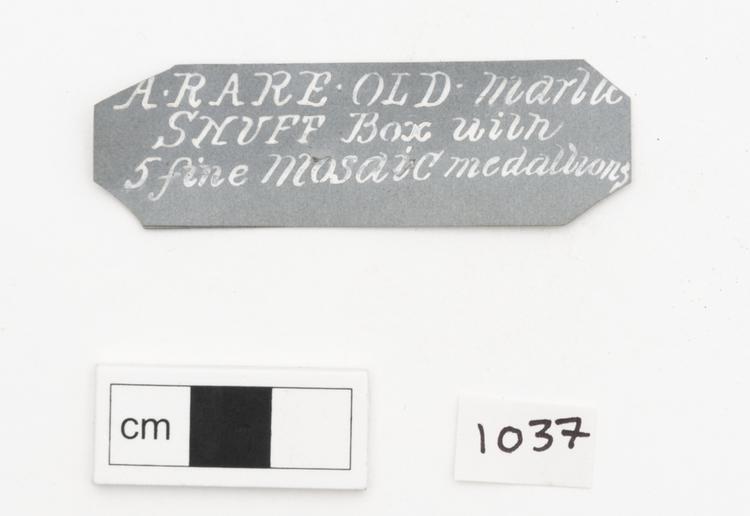 A·RARE·OLD· Marble
SNUFF Box with
5 fine Mosaic medallions
cm
1037